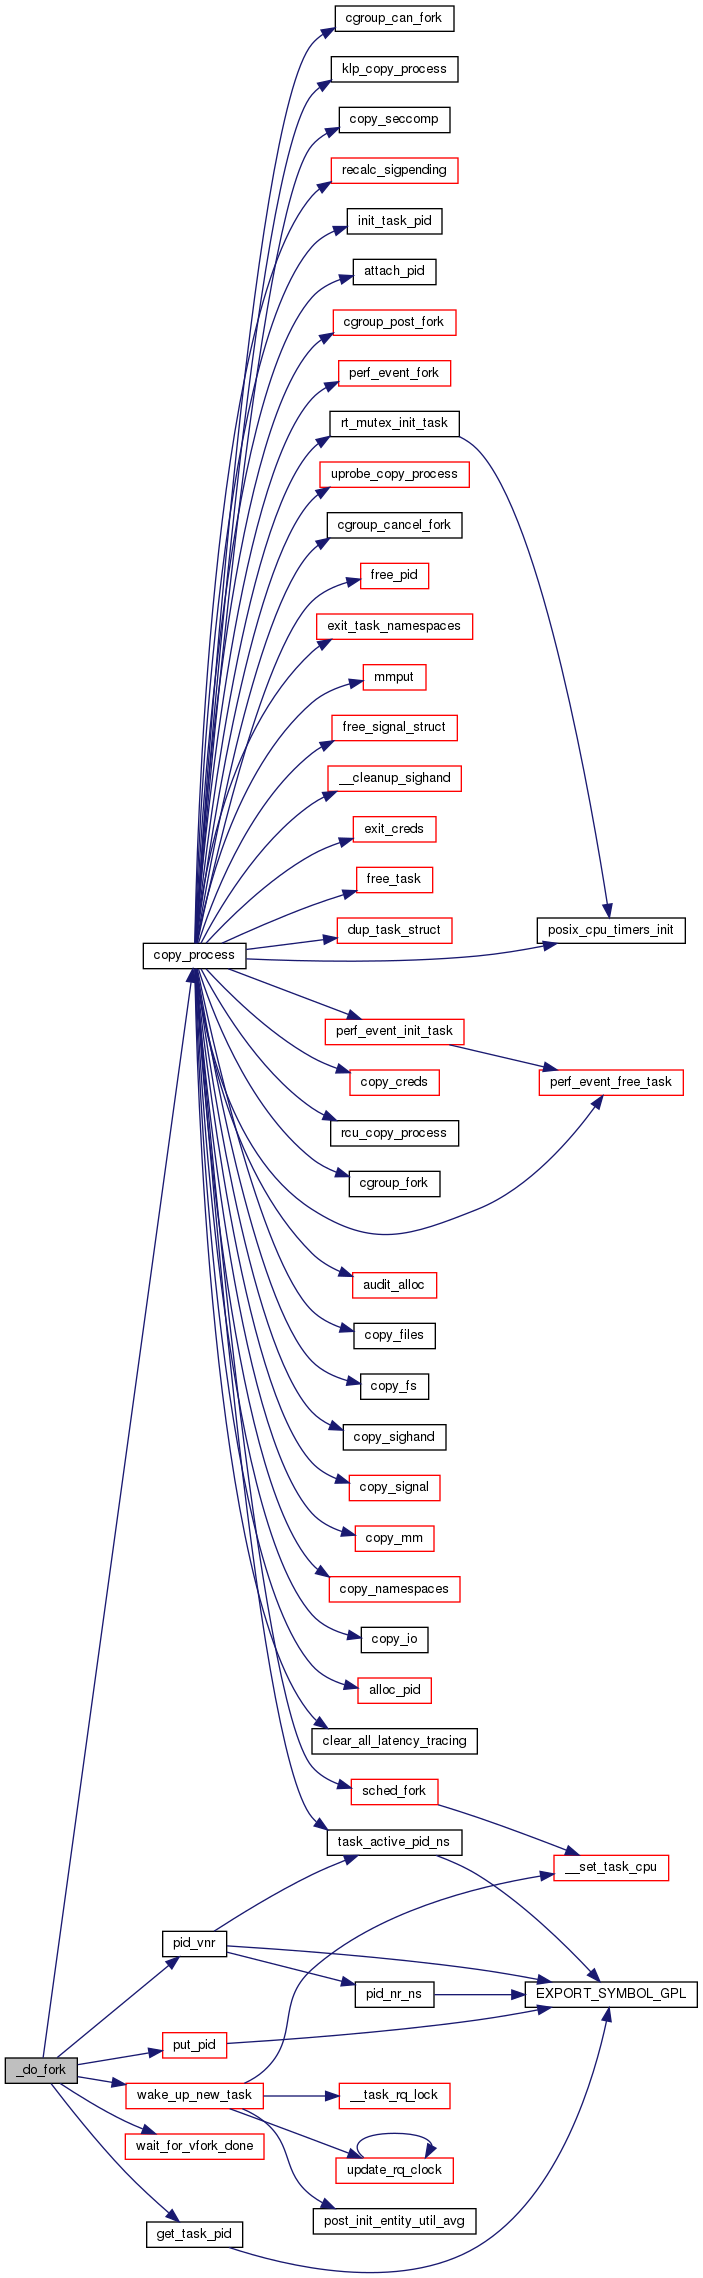 cgroup_can_fork
klp_copy_process
copy_seccomp
recalc_sigpending
init_task_pid
attach_pid
cgroup_post_fork
perf_event_fork
rt_mutex_init_task
uprobe_copy_process
cgroup_cancel_fork
free_pid
exit_task_namespaces
mmput
free_signal_struct
__cleanup_sighand
exit_creds
free_task
dup_task_struct
posix_cpu_timers_init
copy_process
perf_event_init_task
copy_creds
perf_event_free_task
rcu_copy_process
cgroup_fork
audit_alloc
copy_files
copy_fs
copy_sighand
copy_signal
copy_mm
copy_namespaces
copy_io
alloc_pid
clear_all_latency_tracing
sched_fork
task_active_pid_ns
__set_task_cpu
pid_vnr
pid_nr_ns
EXPORT_SYMBOL_GPL
put_pid
_do_fork
wake_up_new_task
__task_rq_lock
wait_for_vfork_done
update_rq_clock
post_init_entity_util_avg
get_task_pid